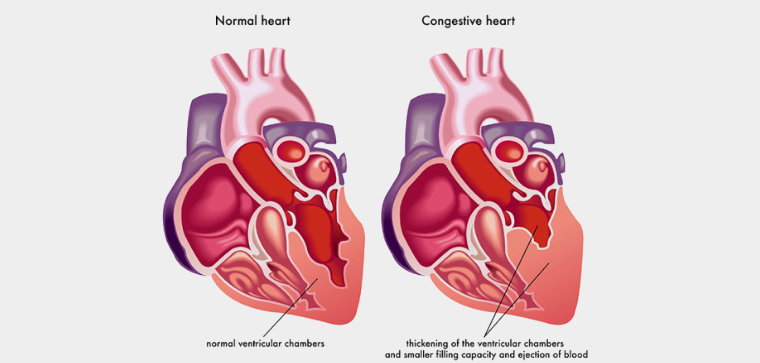 Normal heart
Congestive heart
normal ventricular chambers
thickening of the ventricular chambers
and smaller filling capacity and ejection of blood